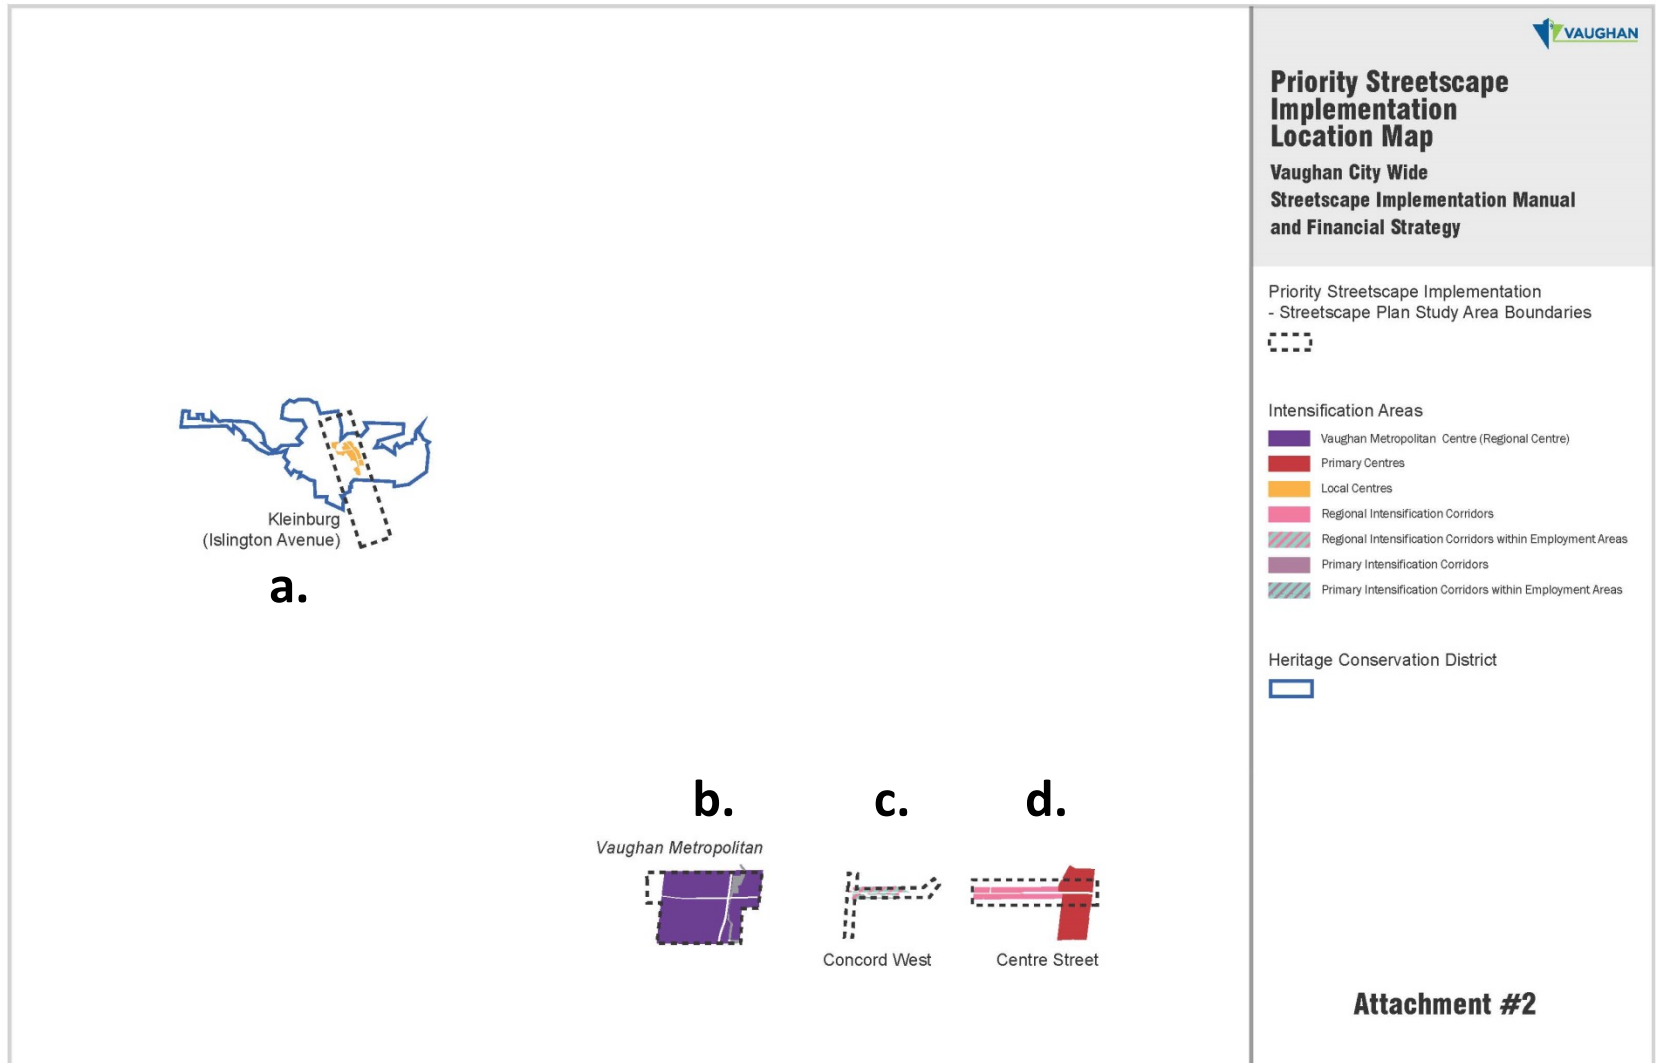 VAUGHAN
Priority Streetscape
Implementation
Location Map
Vaughan City Wide
Streetscape Implementation Manual
and Financial Strategy
Priority Streetscape Implementation
- Streetscape Plan Study Area Boundaries
Intensification Areas
Vaughan Metropolitan Centre (Regional Centre)
Primary Centres
Local Centres
Regional Intensification Corridors
Regional Intensification Corridors within Employment Areas
Primary Intensification Corridors
Primary Intensification Corridors within Employment Areas
Heritage Conservation District
Kleinburg
(Islington Avenue)
a.
b.
c.
d.
Vaughan Metropolitan
Concord West
Centre Street
Attachment #2